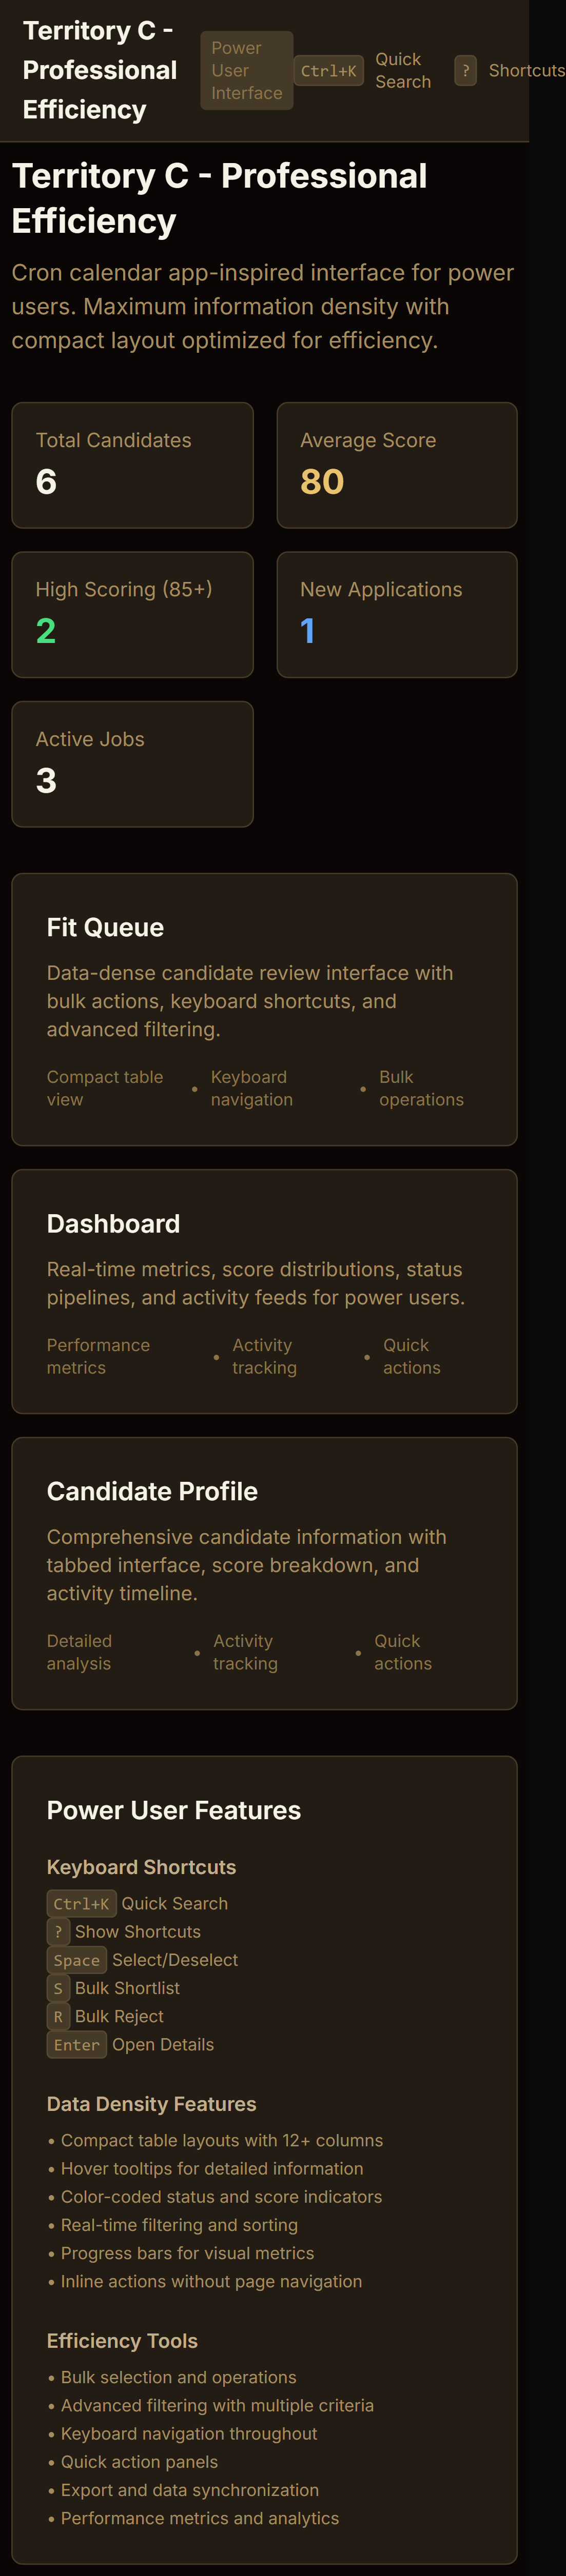 Territory C -
Professional
Efficiency
Power
User
Interface
Ctrl+K
Quick
Search
?
Shortcuts
Territory C - Professional
Efficiency
Cron calendar app-inspired interface for power
users. Maximum information density with
compact layout optimized for efficiency.
Total Candidates
6
Average Score
80
High Scoring (85+)
2
New Applications
1
Active Jobs
3
Fit Queue
Data-dense candidate review interface with
bulk actions, keyboard shortcuts, and
advanced filtering.
Compact table
view
•
Keyboard
navigation
•
Bulk
operations
Dashboard
Real-time metrics, score distributions, status
pipelines, and activity feeds for power users.
Performance
metrics
•
Activity
tracking
•
Quick
actions
Candidate Profile
Comprehensive candidate information with
tabbed interface, score breakdown, and
activity timeline.
Detailed
analysis
•
Activity
tracking
•
Quick
actions
Power User Features
Keyboard Shortcuts
Ctrl+K Quick Search
? Show Shortcuts
Space Select/Deselect
S Bulk Shortlist
R Bulk Reject
Enter Open Details
Data Density Features
• Compact table layouts with 12+ columns
• Hover tooltips for detailed information
• Color-coded status and score indicators
• Real-time filtering and sorting
• Progress bars for visual metrics
• Inline actions without page navigation
Efficiency Tools
• Bulk selection and operations
• Advanced filtering with multiple criteria
• Keyboard navigation throughout
• Quick action panels
• Export and data synchronization
• Performance metrics and analytics